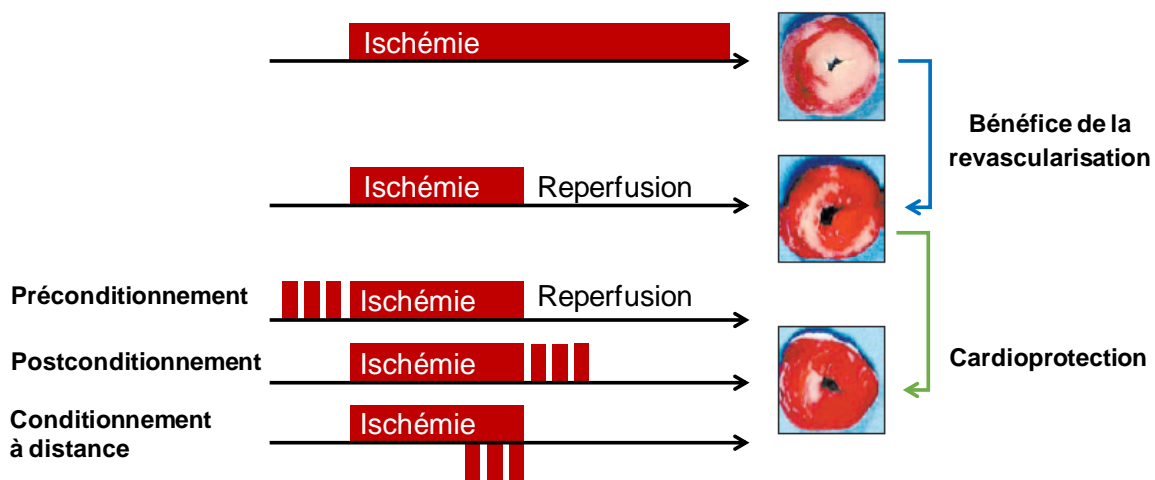 Ischémie
Bénéfice de la
revascularisation
Ischémie Reperfusion
Préconditionnement Ischémie Reperfusion
Postconditionnement Ischémie
Cardioprotection
Conditionnement
à distance
Ischémie